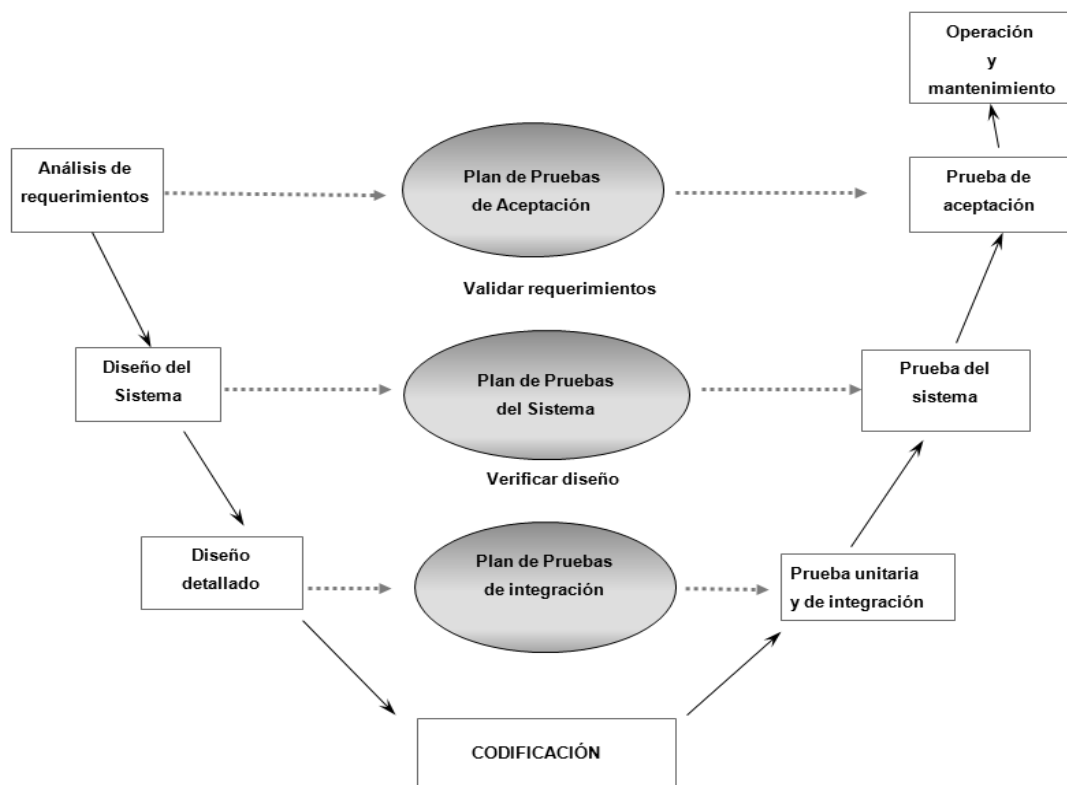 Operación
y
mantenimiento
Análisis de
requerimientos
Plan de Pruebas
de Aceptación
Prueba de
aceptación
Validar requerimientos
Diseño del
Sistema
Plan de Pruebas
del Sistema
Prueba del
sistema
Verificar diseño
Diseño
detallado
Plan de Pruebas
de integración
Prueba unitaria
y de integración
CODIFICACIÓN